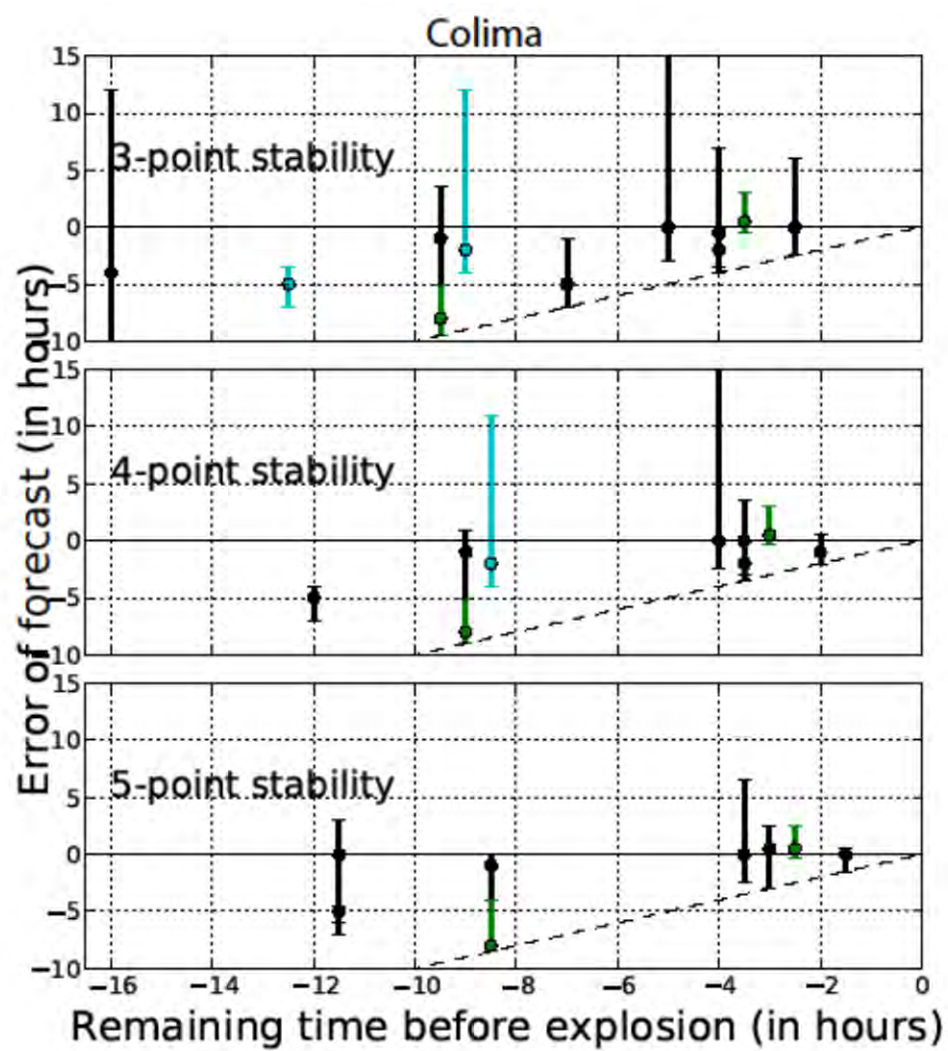 Colima
15
10
3-point stability
5
0
−5
10
15
10
4-point stability
5
0
−5
10
15
10
5-point stability
5
0
−5
−10
−16 −14 −12 −10 −8 −6 −4 −2 0
Remaining time before explosion (in hours)
Error of forecast (in hours)